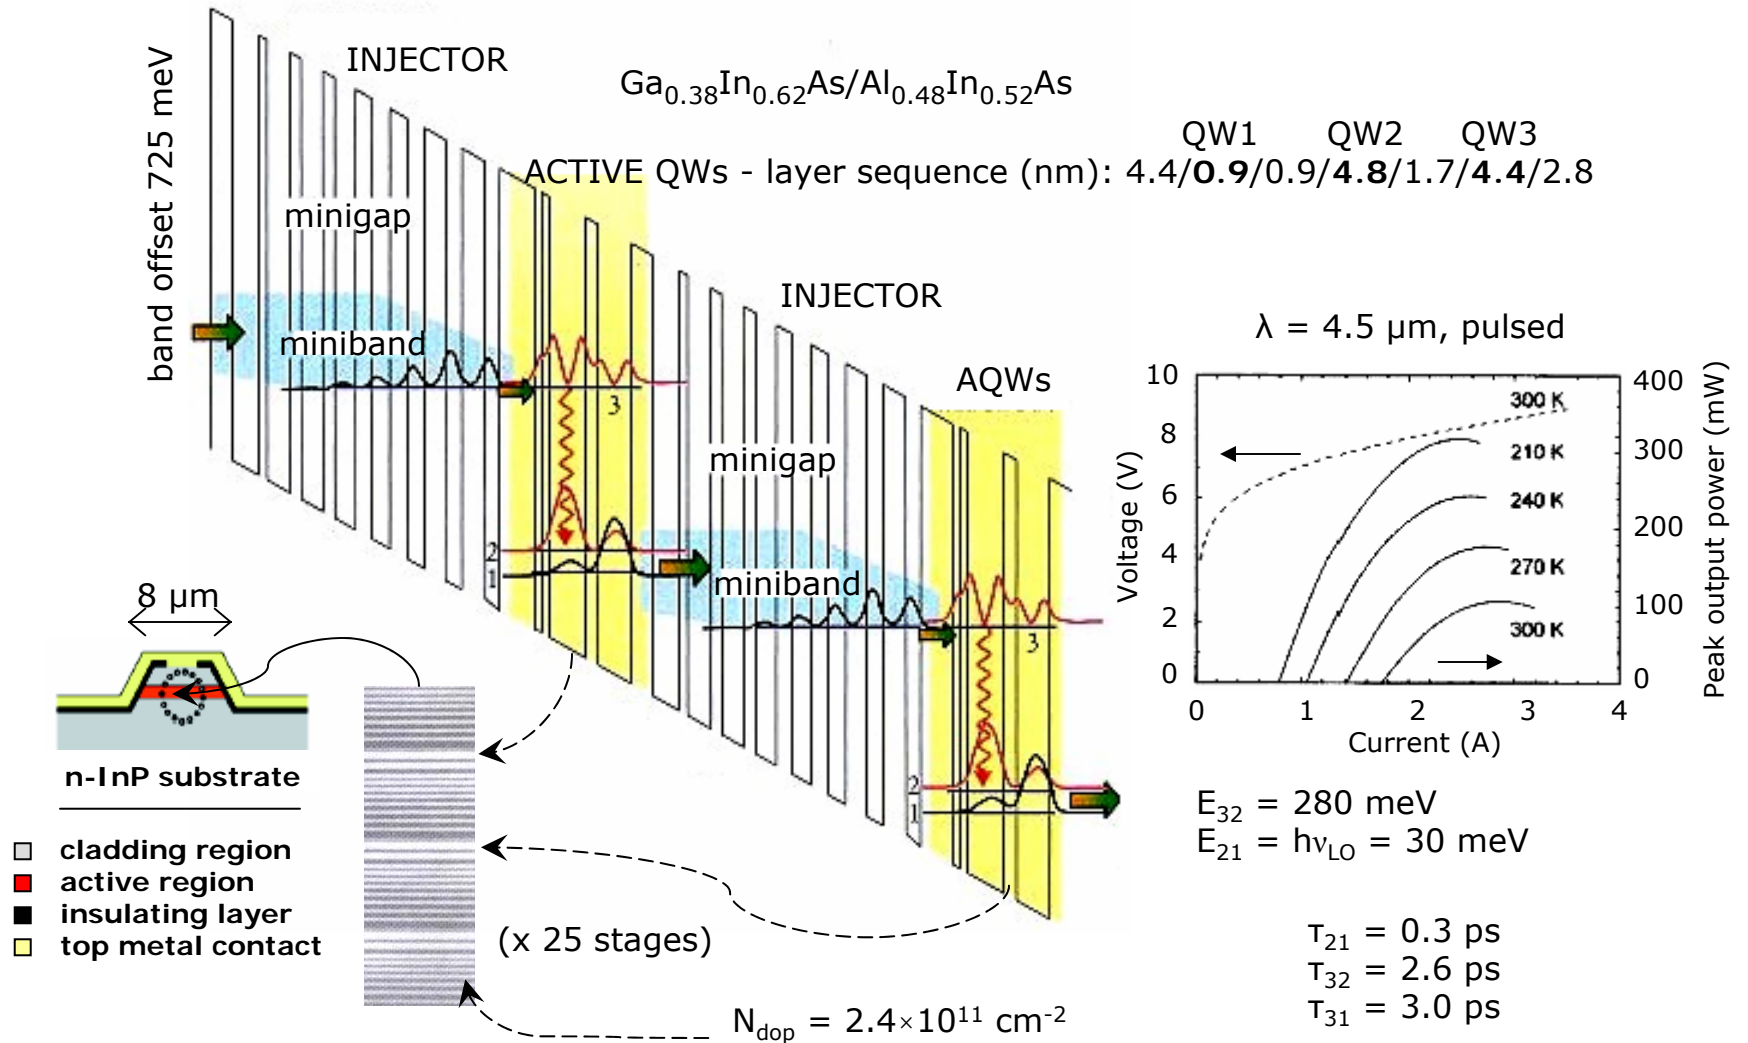 INJECTOR
Ga0.38In0.62As/Al0.48In0.52As
QW1 QW2 QW3
ACTIVE QWs - layer sequence (nm): 4.4/0.9/0.9/4.8/1.7/4.4/2.8
band offset 725 meV
minigap
miniband
3
2
1
INJECTOR
AQWs
minigap
miniband
3
2
1
8 µm
n-InP substrate
cladding region
active region
insulating layer
top metal contact
(x 25 stages)
Ndop = 2.4×10¹¹ cm⁻²
λ = 4.5 µm, pulsed
Voltage (V)
10
8
6
4
2
0
300 K
210 K
240 K
270 K
300 K
400
300
200
100
0
Peak output power (mW)
0 1 2 3 4
Current (A)
E32 = 280 meV
E21 = hνLO = 30 meV
τ21 = 0.3 ps
τ32 = 2.6 ps
τ31 = 3.0 ps